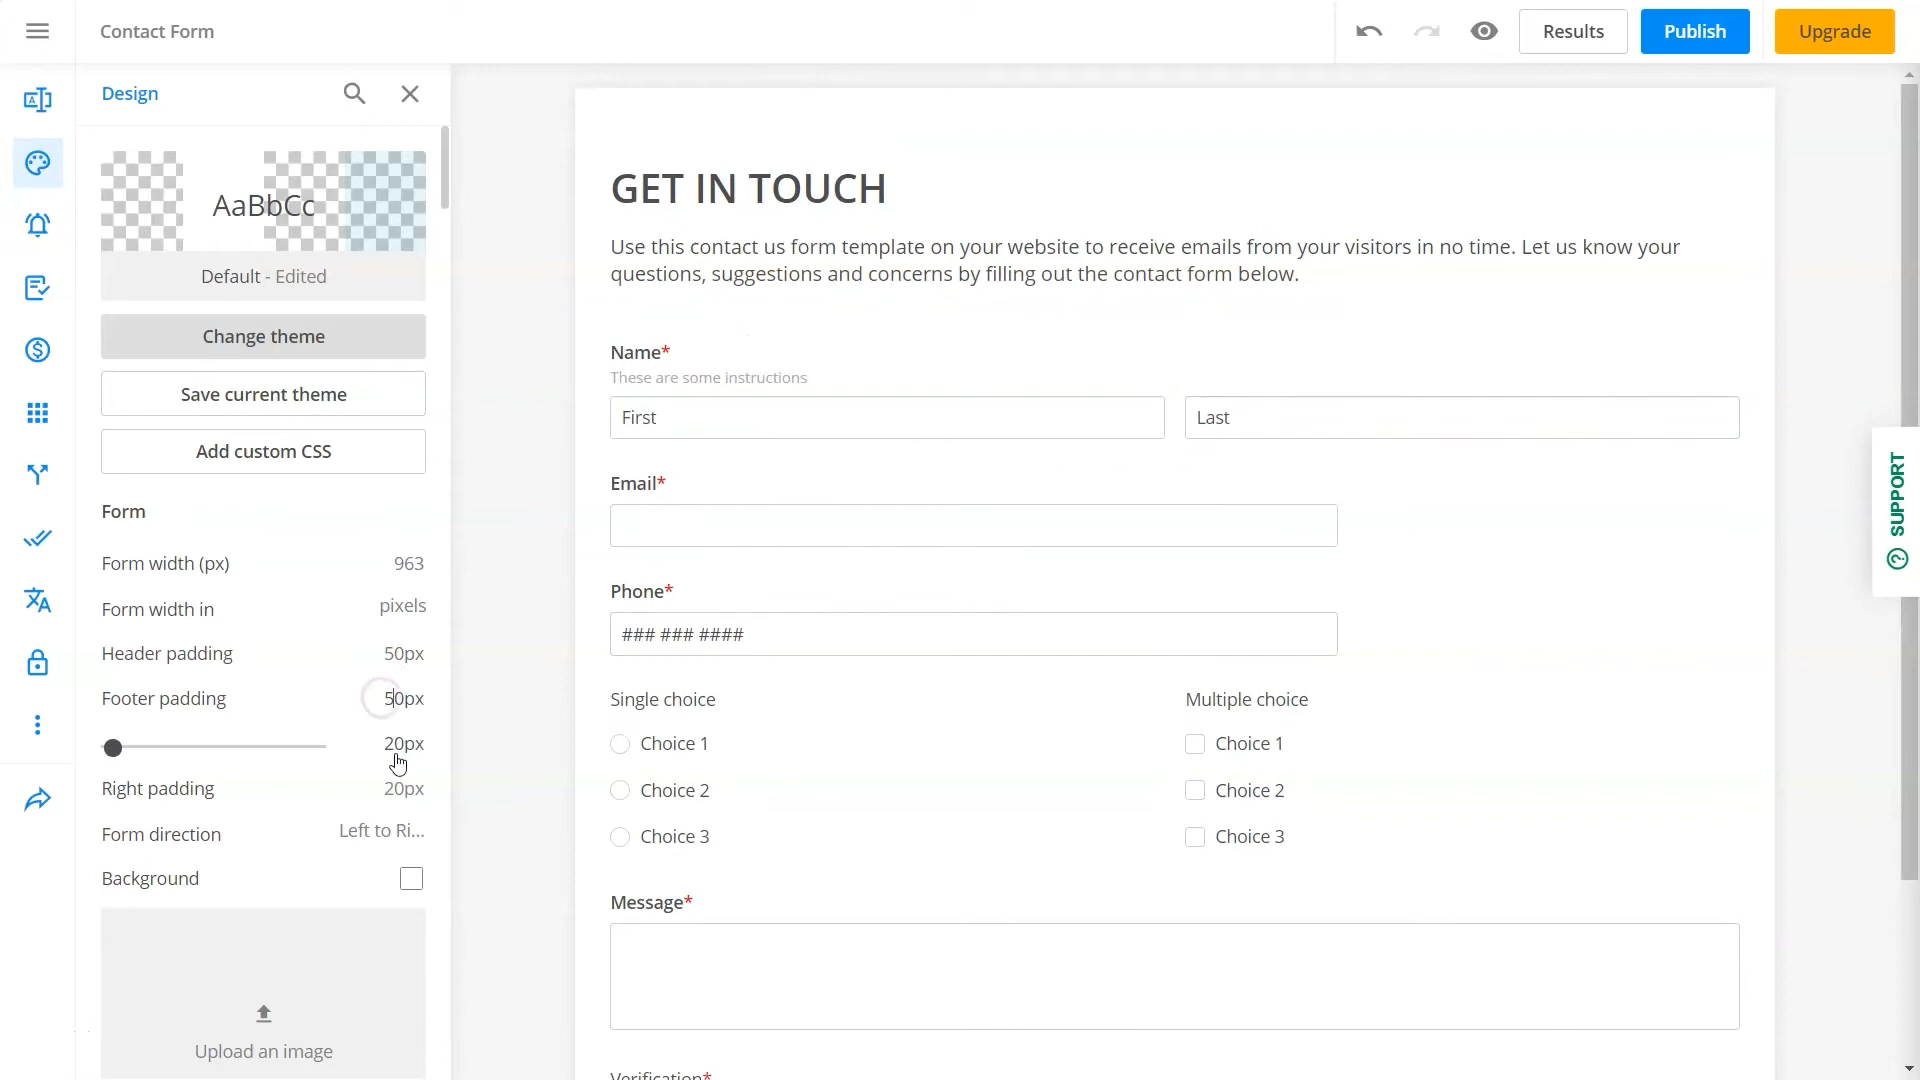 Contact Form
Results
Publish
Upgrade
Design
AaBbCc
Default - Edited
Change theme
Save current theme
Add custom CSS
Form
Form width (px)
963
Form width in
pixels
Header padding
50px
Footer padding
50px
20px
Right padding
20px
Form direction
Left to Ri...
Background
Upload an image
GET IN TOUCH
Use this contact us form template on your website to receive emails from your visitors in no time. Let us know your
questions, suggestions and concerns by filling out the contact form below.
Name*
These are some instructions
First
Last
Email*
Phone*
### ### ####
Single choice
Multiple choice
Choice 1
Choice 1
Choice 2
Choice 2
Choice 3
Choice 3
Message*
Verification*
SUPPORT